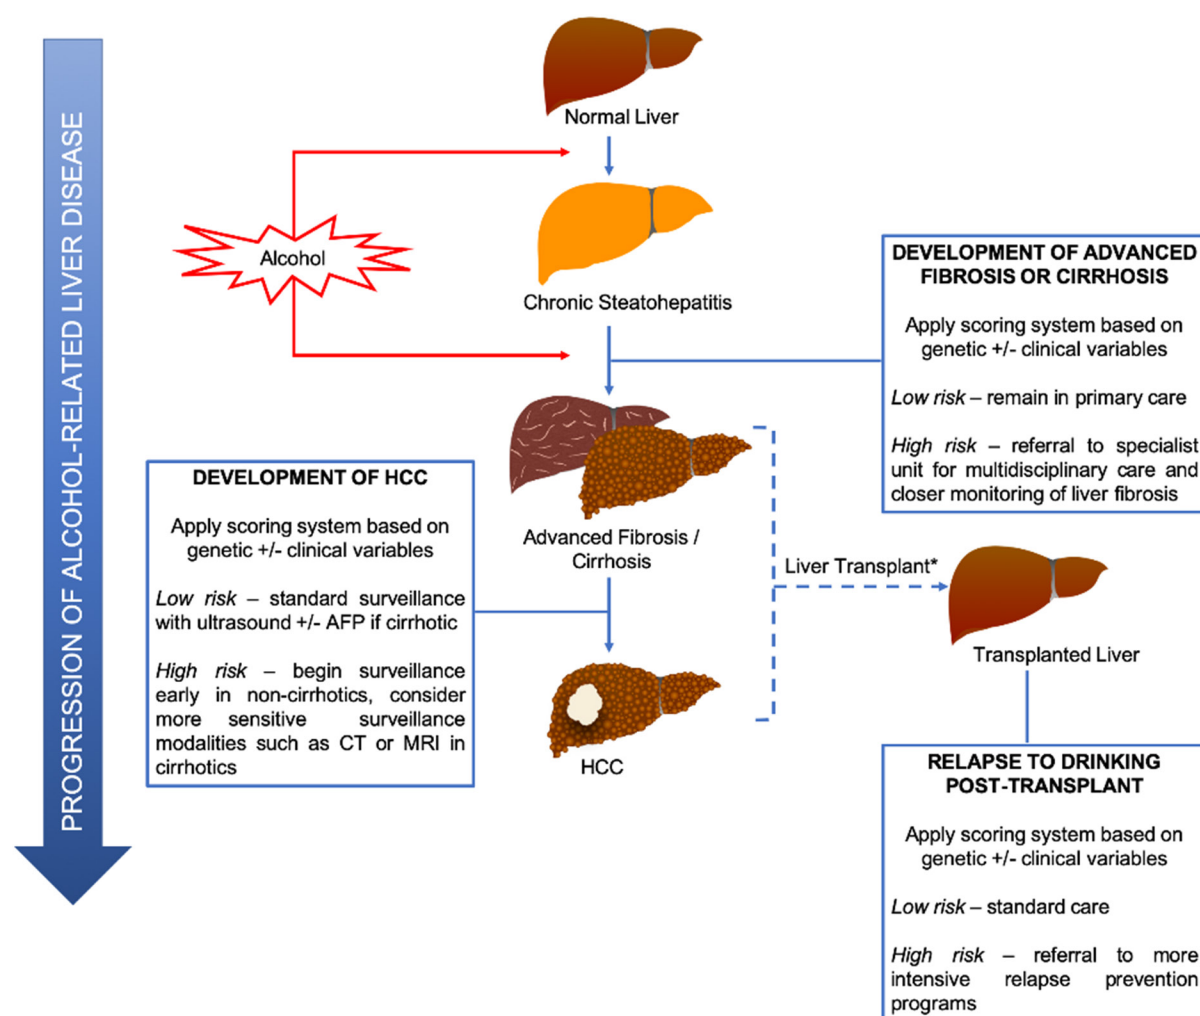 PROGRESSION OF ALCOHOL-RELATED LIVER DISEASE
Normal Liver
Alcohol
Chronic Steatohepatitis
DEVELOPMENT OF ADVANCED
FIBROSIS OR CIRRHOSIS
Apply scoring system based on
genetic +/- clinical variables
Low risk – remain in primary care
High risk – referral to specialist
unit for multidisciplinary care and
closer monitoring of liver fibrosis
DEVELOPMENT OF HCC
Apply scoring system based on
genetic +/- clinical variables
Low risk – standard surveillance
with ultrasound +/- AFP if cirrhotic
High risk – begin surveillance
early in non-cirrhotics, consider
more sensitive surveillance
modalities such as CT or MRI in
cirrhotics
Advanced Fibrosis /
Cirrhosis
Liver Transplant*
Transplanted Liver
HCC
RELAPSE TO DRINKING
POST-TRANSPLANT
Apply scoring system based on
genetic +/- clinical variables
Low risk – standard care
High risk – referral to more
intensive relapse prevention
programs